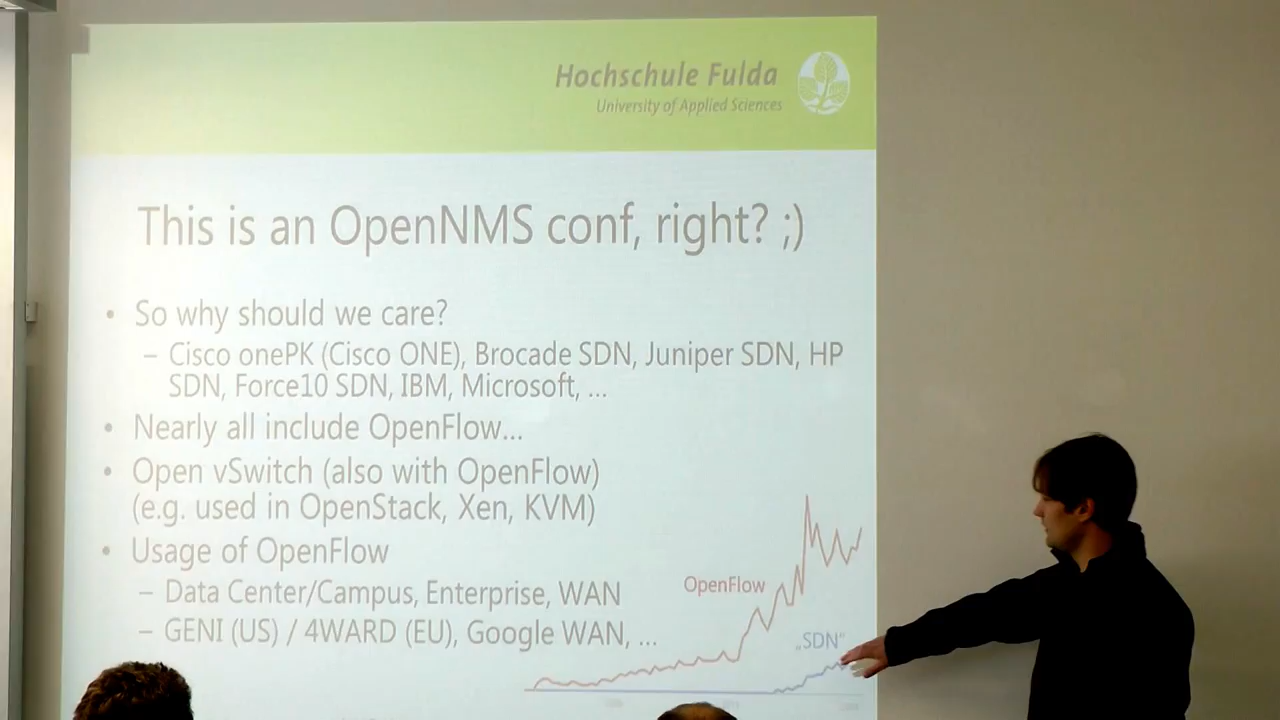 Hochschule Fulda
University of Applied Sciences
This is an OpenNMS conf, right? ;)
• So why should we care?
– Cisco onePK (Cisco ONE), Brocade SDN, Juniper SDN, HP
SDN, Force10 SDN, IBM, Microsoft, ...
• Nearly all include OpenFlow...
• Open vSwitch (also with OpenFlow)
(e.g. used in OpenStack, Xen, KVM)
• Usage of OpenFlow
– Data Center/Campus, Enterprise, WAN
– GENI (US) / 4WARD (EU), Google WAN, ...
OpenFlow
„SDN“